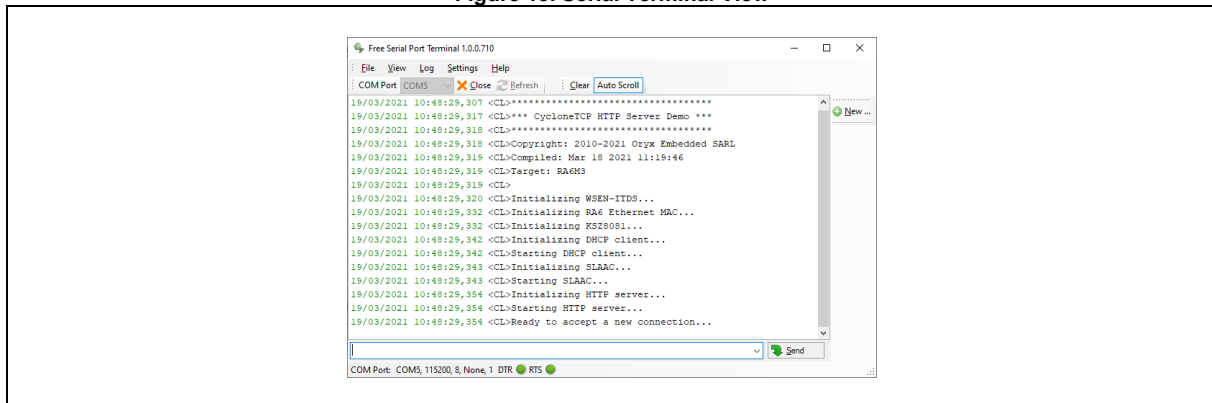 Figure 16. Serial Terminal View
Free Serial Port Terminal 1.0.0.710
File View Log Settings Help
COM Port COM5 Close Refresh Clear Auto Scroll
19/03/2021 10:48:29,307 <CL>***********************************
19/03/2021 10:48:29,317 <CL>*** CycloneTCP HTTP Server Demo ***
19/03/2021 10:48:29,318 <CL>***********************************
19/03/2021 10:48:29,318 <CL>Copyright: 2010-2021 Oryx Embedded SARL
19/03/2021 10:48:29,319 <CL>Compiled: Mar 18 2021 11:19:46
19/03/2021 10:48:29,319 <CL>Target: RA6M3
19/03/2021 10:48:29,319 <CL>
19/03/2021 10:48:29,320 <CL>Initializing WSEN-ITDS...
19/03/2021 10:48:29,332 <CL>Initializing RA6 Ethernet MAC...
19/03/2021 10:48:29,332 <CL>Initializing KSZ8081...
19/03/2021 10:48:29,342 <CL>Initializing DHCP client...
19/03/2021 10:48:29,342 <CL>Starting DHCP client...
19/03/2021 10:48:29,343 <CL>Initializing SLAAC...
19/03/2021 10:48:29,343 <CL>Starting SLAAC...
19/03/2021 10:48:29,354 <CL>Initializing HTTP server...
19/03/2021 10:48:29,354 <CL>Starting HTTP server...
19/03/2021 10:48:29,354 <CL>Ready to accept a new connection...
New ...
Send
COM Port: COM5, 115200, 8, None, 1 DTR RTS